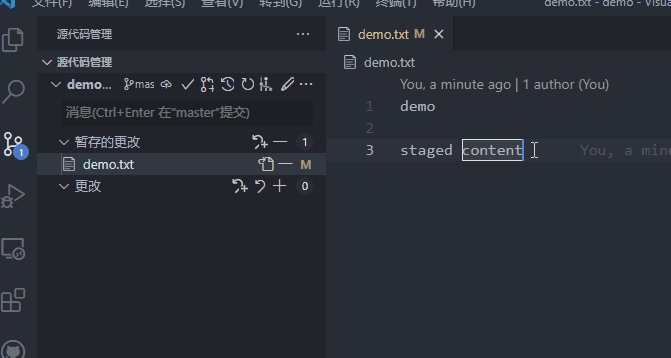 文件(F) 编辑(E) 选择(S) 查看(V) 转到(G) 运行(R) 终端(T) 帮助(H) demo.txt - demo - Visua
源代码管理
源代码管理
demo... mas
消息(Ctrl+Enter 在"master"提交)
暂存的更改 1
demo.txt M
更改 0
1
demo.txt M
demo.txt
You, a minute ago | 1 author (You)
1 demo
2
3 staged content You, a min